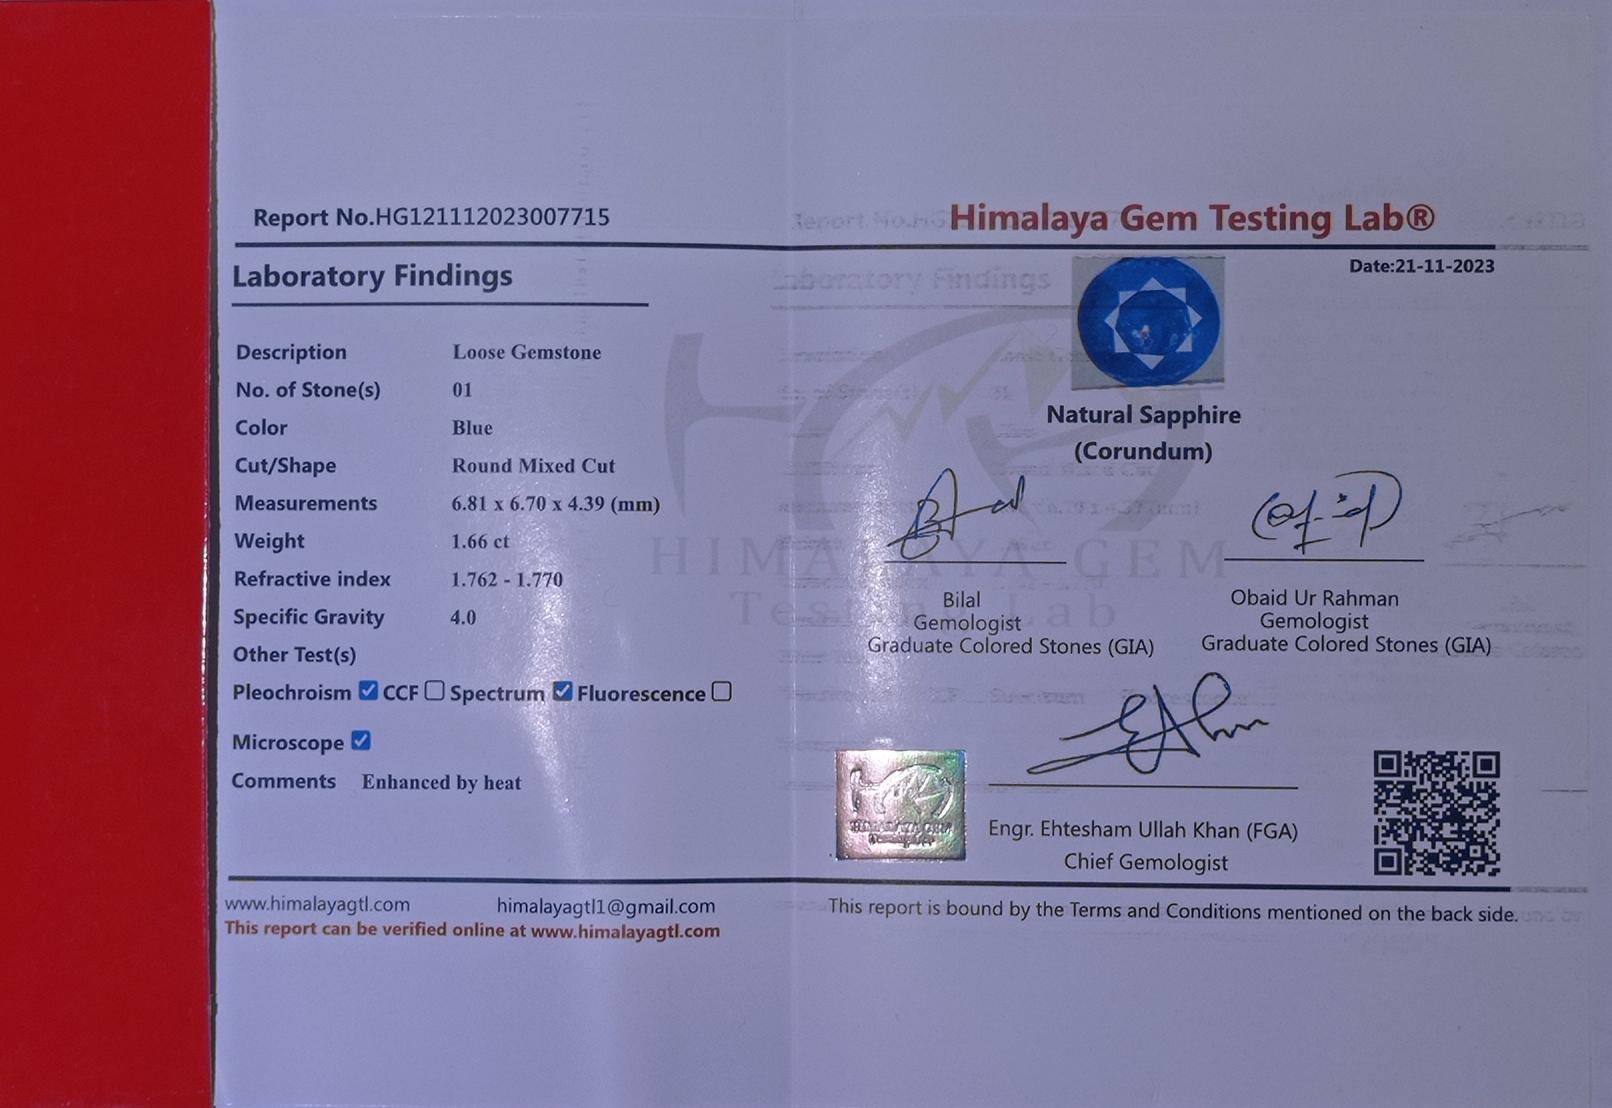 Report No.HG121112023007715
Himalaya Gem Testing Lab®
Laboratory Findings
Date:21-11-2023
Description Loose Gemstone
No. of Stone(s) 01
Color Blue
Cut/Shape Round Mixed Cut
Measurements 6.81 x 6.70 x 4.39 (mm)
Weight 1.66 ct
Refractive index 1.762 - 1.770
Specific Gravity 4.0
Other Test(s)
Pleochroism CCF Spectrum Fluorescence
Microscope
Comments Enhanced by heat
Natural Sapphire
(Corundum)
HIMALAYA GEM
Testing Lab
Bilal
Gemologist
Graduate Colored Stones (GIA)
Obaid Ur Rahman
Gemologist
Graduate Colored Stones (GIA)
Engr. Ehtesham Ullah Khan (FGA)
Chief Gemologist
www.himalayagtl.com himalayagtl1@gmail.com
This report can be verified online at www.himalayagtl.com
This report is bound by the Terms and Conditions mentioned on the back side.